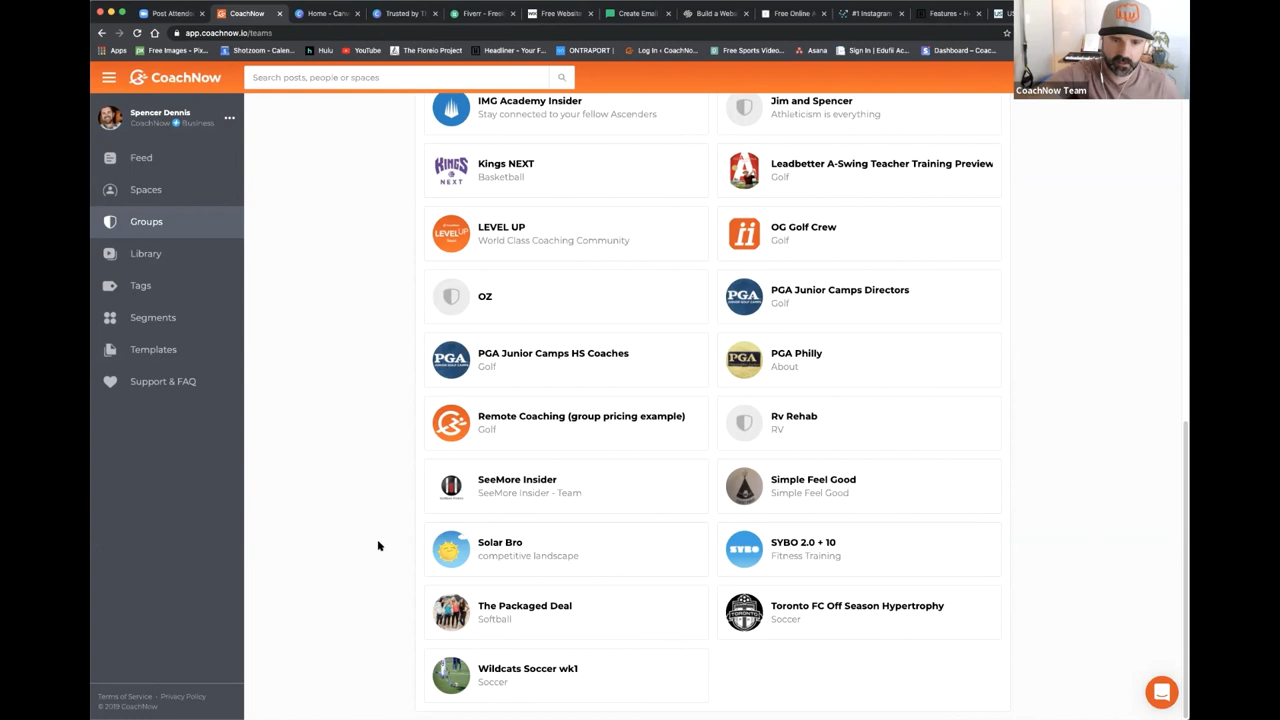 Post Attende
CoachNow
Home - Canv
Trusted by T
Fiverr - Freel
Free Website
Create Email
Build a Webs
Free Online A
#1 Instagram
Features - H
app.coachnow.io/teams
Apps
Free Images - Pix...
Shotzoom - Calen...
Hulu
YouTube
The Floreio Project
Headliner - Your F...
ONTRAPORT
Log In ‹ CoachNo...
Free Sports Video...
Asana
Sign In | Edufii Ac...
Dashboard – Coac...
CoachNow Team
CoachNow
Search posts, people or spaces
Spencer Dennis
CoachNow Business
Feed
Spaces
Groups
Library
Tags
Segments
Templates
Support & FAQ
IMG Academy Insider
Stay connected to your fellow Ascenders
Jim and Spencer
Athleticism is everything
KINGS NEXT
Kings NEXT
Basketball
A
Leadbetter A-Swing Teacher Training Preview
Golf
LEVEL UP
LEVEL UP
World Class Coaching Community
ii
OG Golf Crew
Golf
OZ
PGA
PGA Junior Camps Directors
Golf
PGA
PGA Junior Camps HS Coaches
Golf
PGA
PGA Philly
About
Remote Coaching (group pricing example)
Golf
Rv Rehab
RV
SeeMore Insider
SeeMore Insider - Team
Simple Feel Good
Simple Feel Good
Solar Bro
competitive landscape
SYBO
SYBO 2.0 + 10
Fitness Training
The Packaged Deal
Softball
TORONTO
Toronto FC Off Season Hypertrophy
Soccer
Wildcats Soccer wk1
Soccer
Terms of Service - Privacy Policy
© 2019 CoachNow